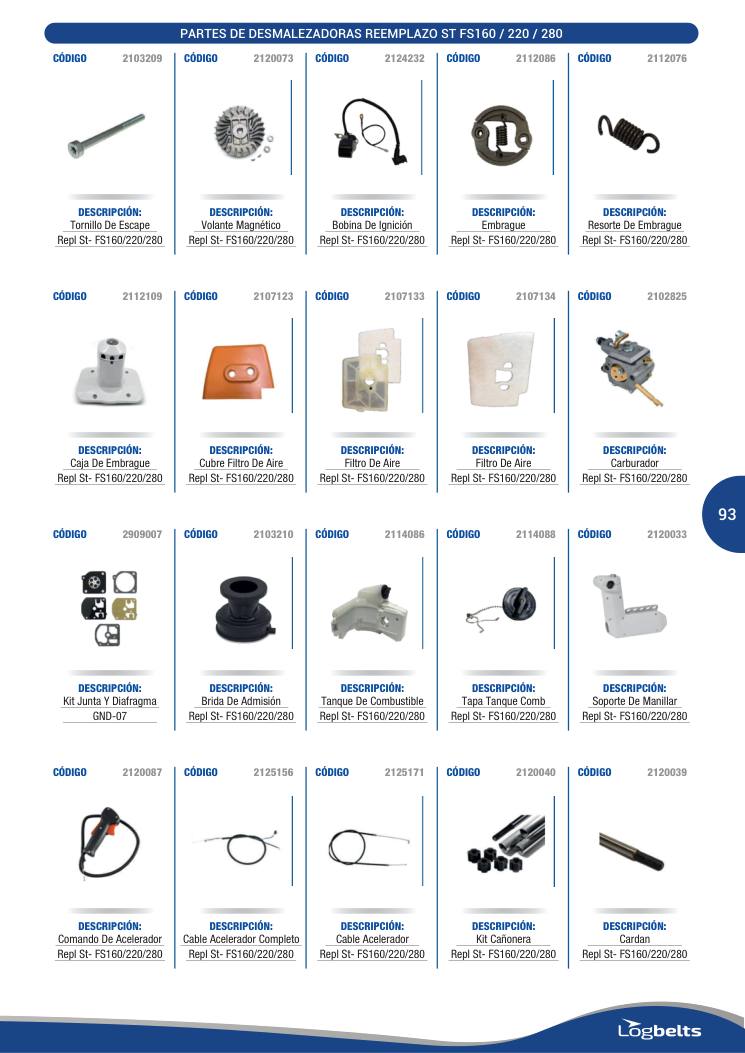 PARTES DE DESMALEZADORAS REEMPLAZO ST FS160 / 220 / 280
CÓDIGO 2103209
DESCRIPCIÓN:
Tornillo De Escape
Repl St- FS160/220/280
CÓDIGO 2120073
DESCRIPCIÓN:
Volante Magnético
Repl St- FS160/220/280
CÓDIGO 2124232
DESCRIPCIÓN:
Bobina De Ignición
Repl St- FS160/220/280
CÓDIGO 2112086
DESCRIPCIÓN:
Embrague
Repl St- FS160/220/280
CÓDIGO 2112076
DESCRIPCIÓN:
Resorte De Embrague
Repl St- FS160/220/280
CÓDIGO 2112109
DESCRIPCIÓN:
Caja De Embrague
Repl St- FS160/220/280
CÓDIGO 2107123
DESCRIPCIÓN:
Cubre Filtro De Aire
Repl St- FS160/220/280
CÓDIGO 2107133
DESCRIPCIÓN:
Filtro De Aire
Repl St- FS160/220/280
CÓDIGO 2107134
DESCRIPCIÓN:
Filtro De Aire
Repl St- FS160/220/280
CÓDIGO 2102825
DESCRIPCIÓN:
Carburador
Repl St- FS160/220/280
93
CÓDIGO 2909007
DESCRIPCIÓN:
Kit Junta Y Diafragma
GND-07
CÓDIGO 2103210
DESCRIPCIÓN:
Brida De Admisión
Repl St- FS160/220/280
CÓDIGO 2114086
DESCRIPCIÓN:
Tanque De Combustible
Repl St- FS160/220/280
CÓDIGO 2114088
DESCRIPCIÓN:
Tapa Tanque Comb
Repl St- FS160/220/280
CÓDIGO 2120033
DESCRIPCIÓN:
Soporte De Manillar
Repl St- FS160/220/280
CÓDIGO 2120087
DESCRIPCIÓN:
Comando De Acelerador
Repl St- FS160/220/280
CÓDIGO 2125156
DESCRIPCIÓN:
Cable Acelerador Completo
Repl St- FS160/220/280
CÓDIGO 2125171
DESCRIPCIÓN:
Cable Acelerador
Repl St- FS160/220/280
CÓDIGO 2120040
DESCRIPCIÓN:
Kit Cañonera
Repl St- FS160/220/280
CÓDIGO 2120039
DESCRIPCIÓN:
Cardan
Repl St- FS160/220/280
Logbelts